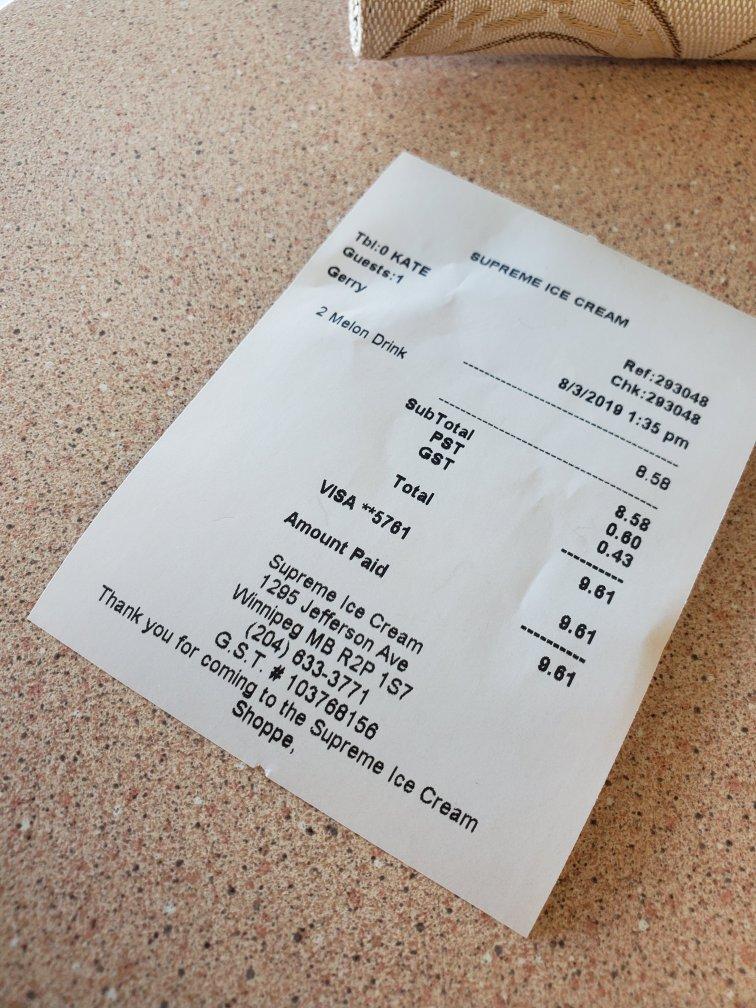 SUPREME ICE CREAM
Tbl:0 KATE
Guests:1
Ref:293048
Gerry
Chk:293048
8/3/2019 1:35 pm
2 Melon Drink 8.58
SubTotal 8.58
PST 0.60
GST 0.43
Total 9.61
VISA **5761 9.61
Amount Paid 9.61
Supreme Ice Cream
1295 Jefferson Ave
Winnipeg MB R2P 1S7
(204) 633-3771
G.S.T. # 103768156
Thank you for coming to the Supreme Ice Cream
Shoppe,